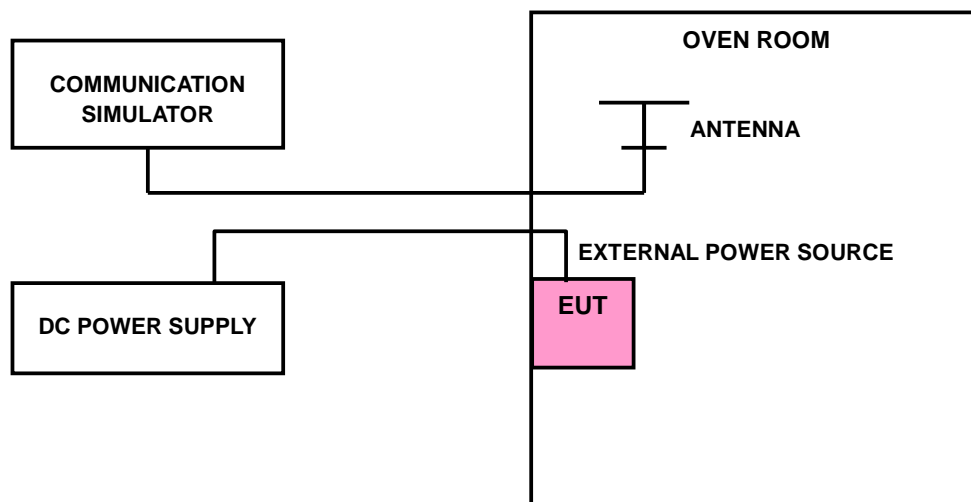 OVEN ROOM
COMMUNICATION
SIMULATOR
ANTENNA
EXTERNAL POWER SOURCE
EUT
DC POWER SUPPLY